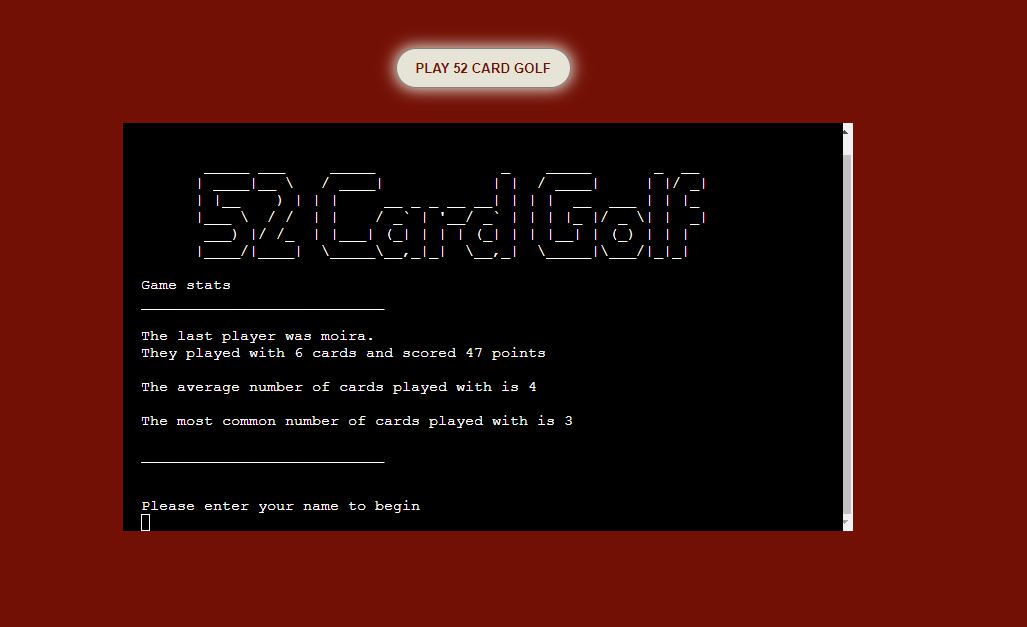 PLAY 52 CARD GOLF
52 Card Golf
Game stats
The last player was moira.
They played with 6 cards and scored 47 points
The average number of cards played with is 4
The most common number of cards played with is 3
Please enter your name to begin